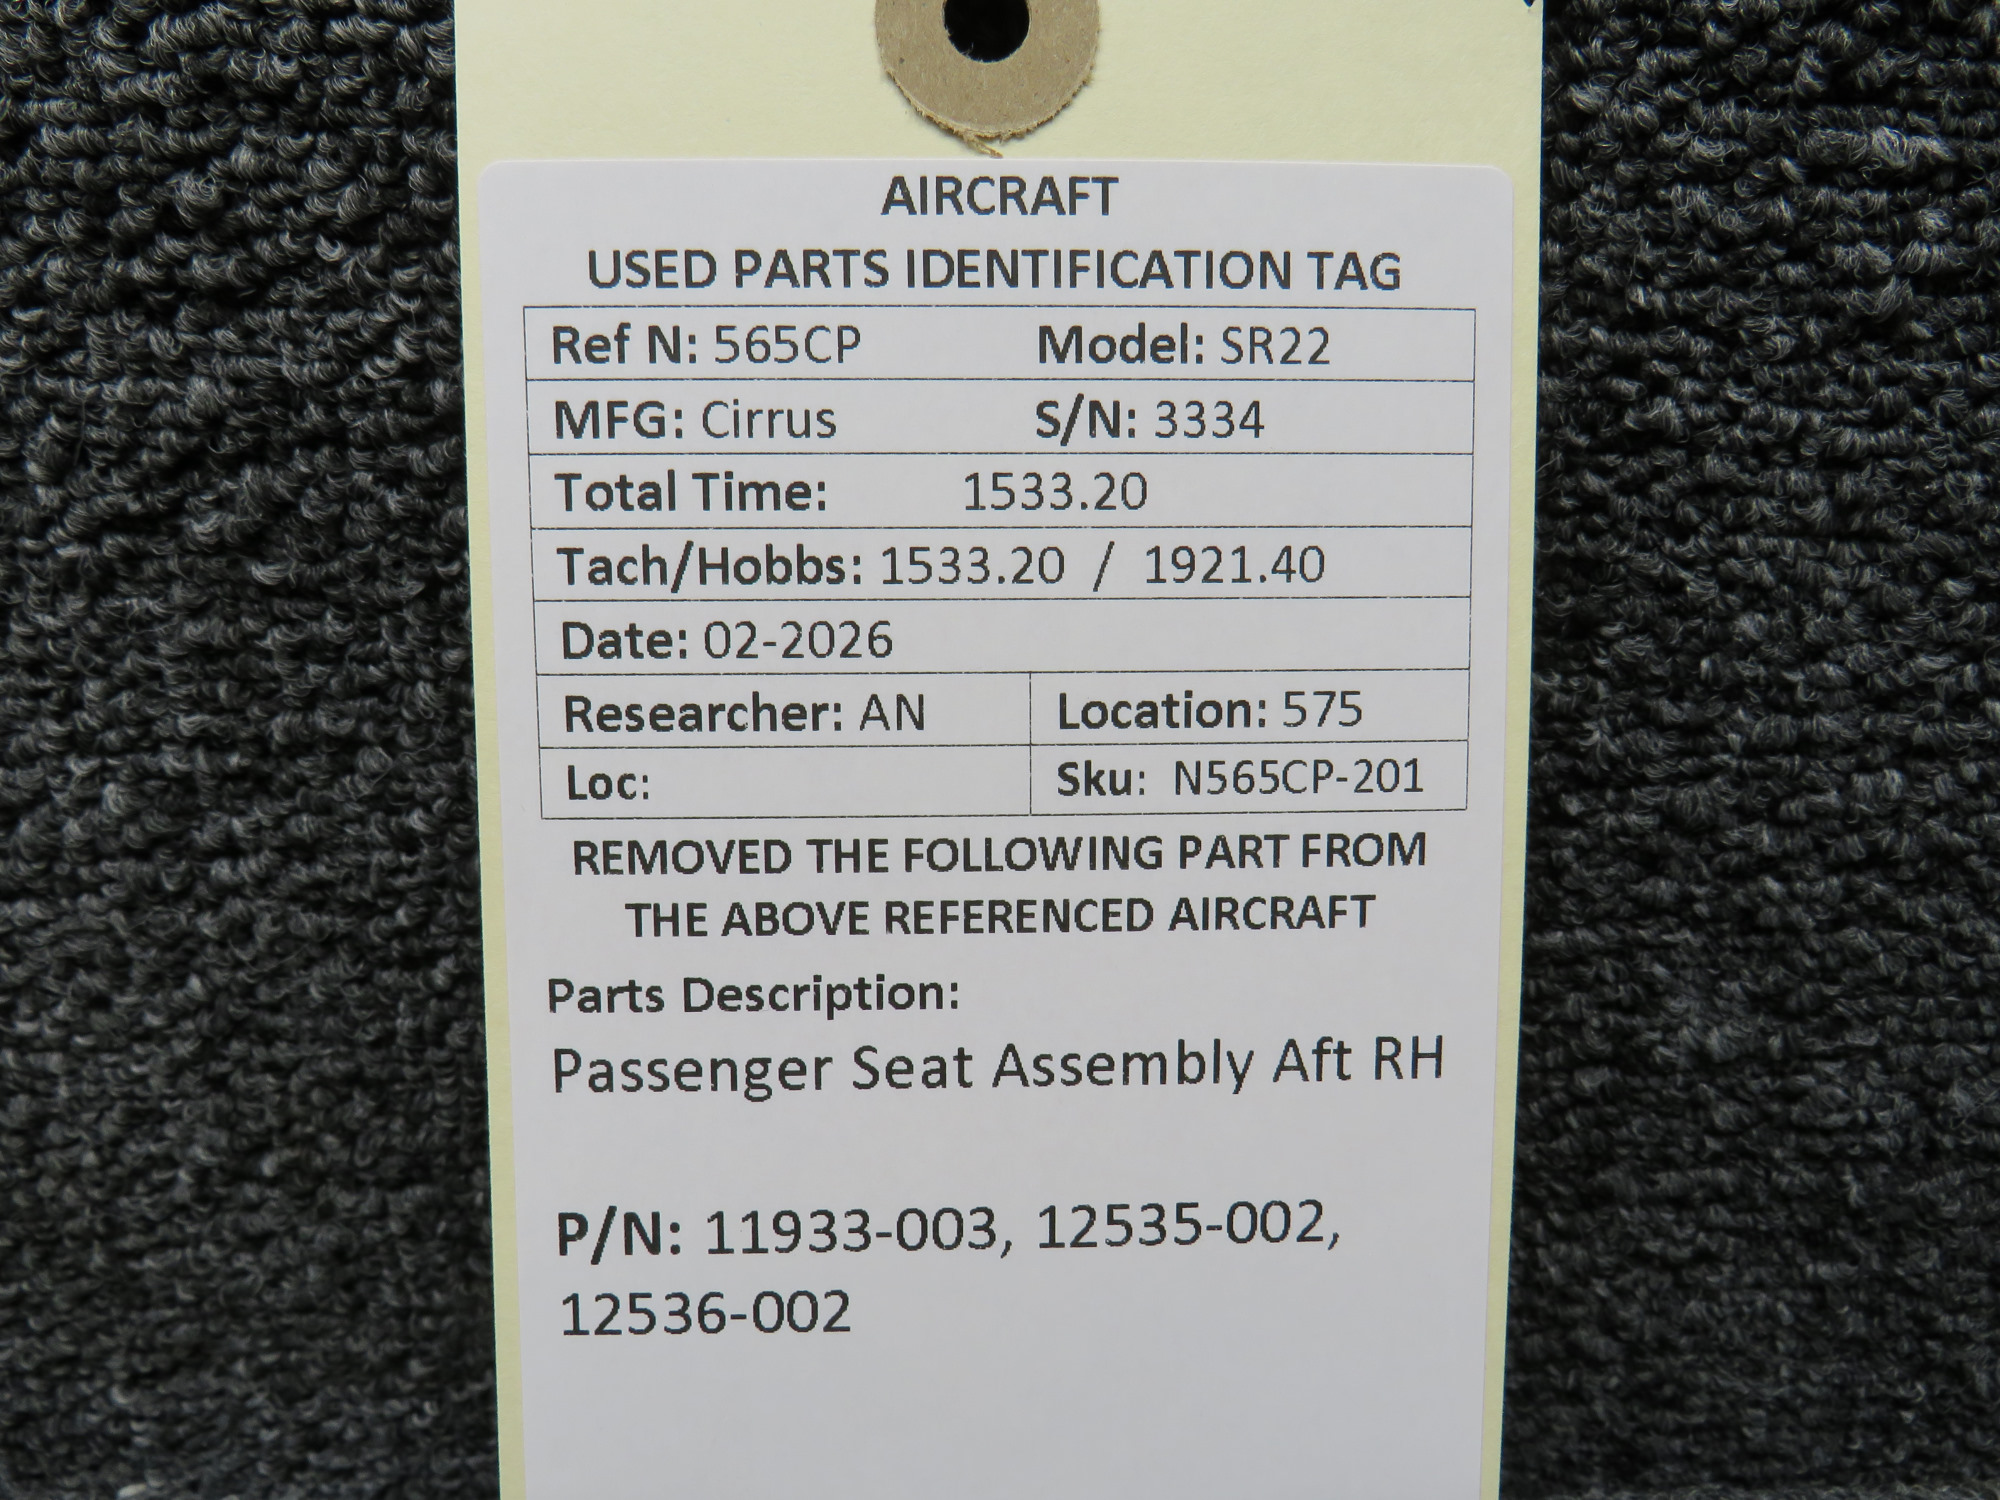 AIRCRAFT
USED PARTS IDENTIFICATION TAG
Ref N: 565CP Model: SR22
MFG: Cirrus S/N: 3334
Total Time: 1533.20
Tach/Hobbs: 1533.20 / 1921.40
Date: 02-2026
Researcher: AN Location: 575
Loc: Sku: N565CP-201
REMOVED THE FOLLOWING PART FROM
THE ABOVE REFERENCED AIRCRAFT
Parts Description:
Passenger Seat Assembly Aft RH
P/N: 11933-003, 12535-002,
12536-002